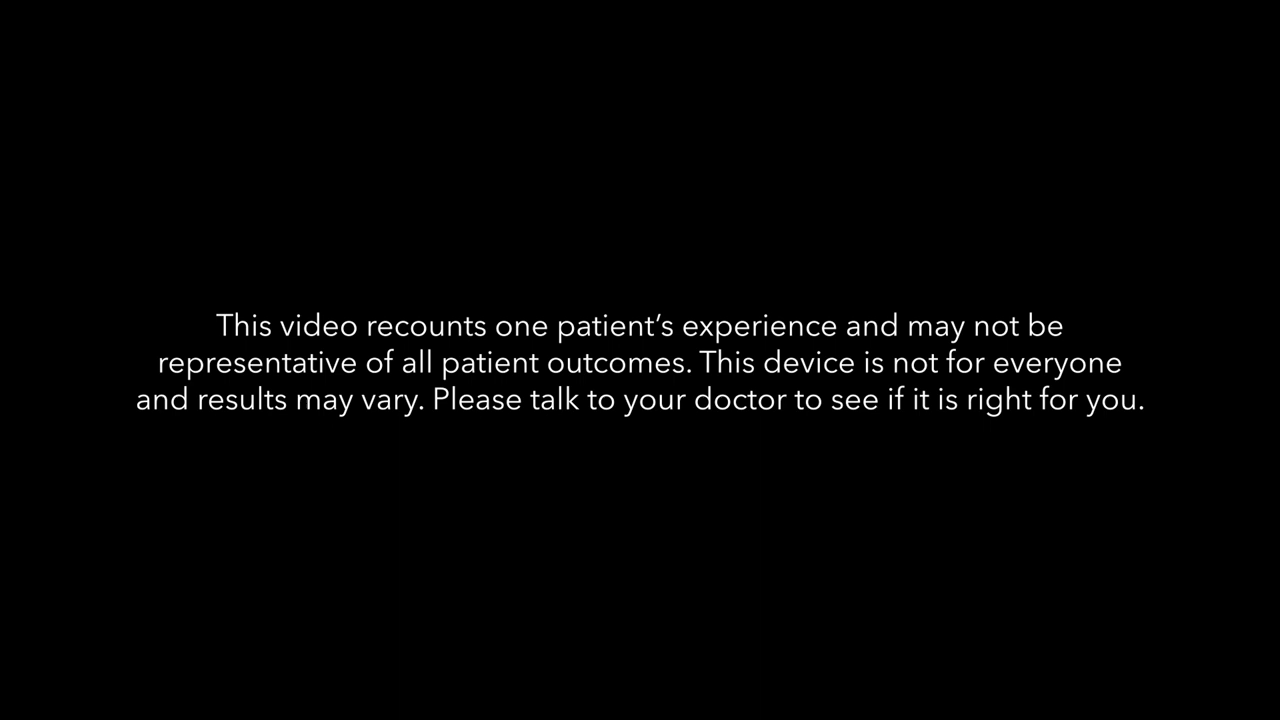 This video recounts one patient’s experience and may not be
representative of all patient outcomes. This device is not for everyone
and results may vary. Please talk to your doctor to see if it is right for you.